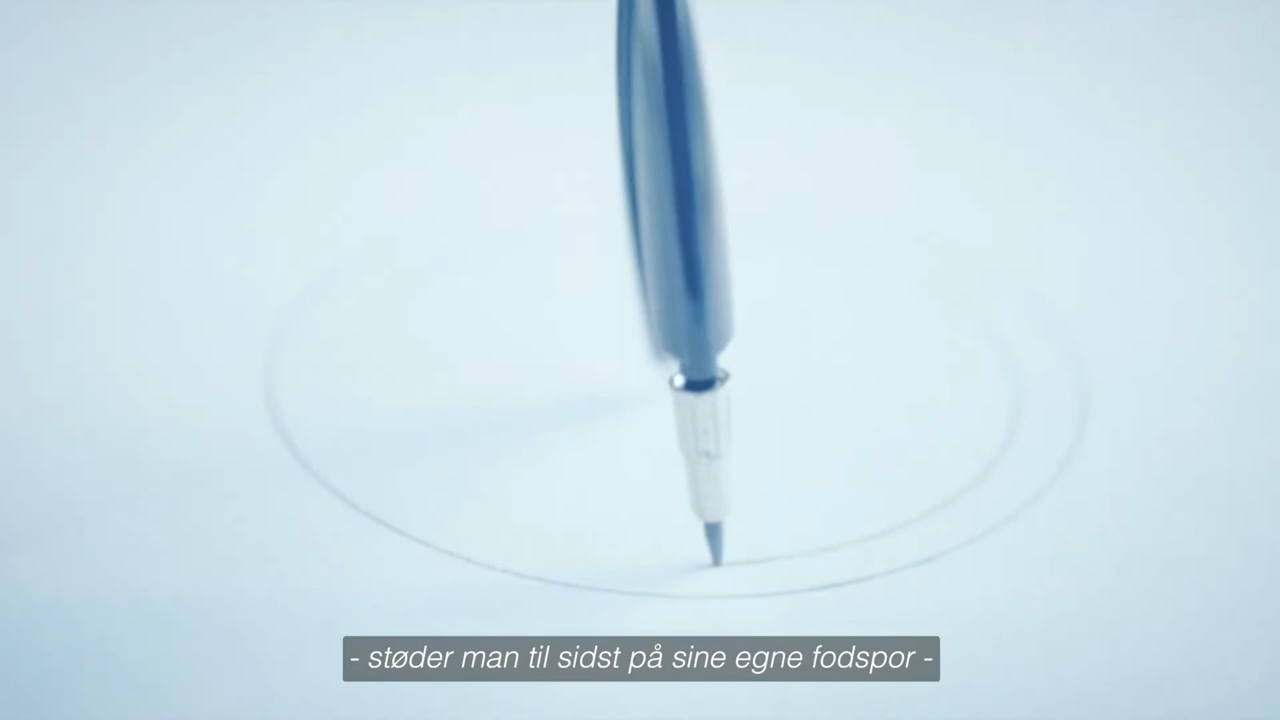 - støder man til sidst på sine egne fodspor -